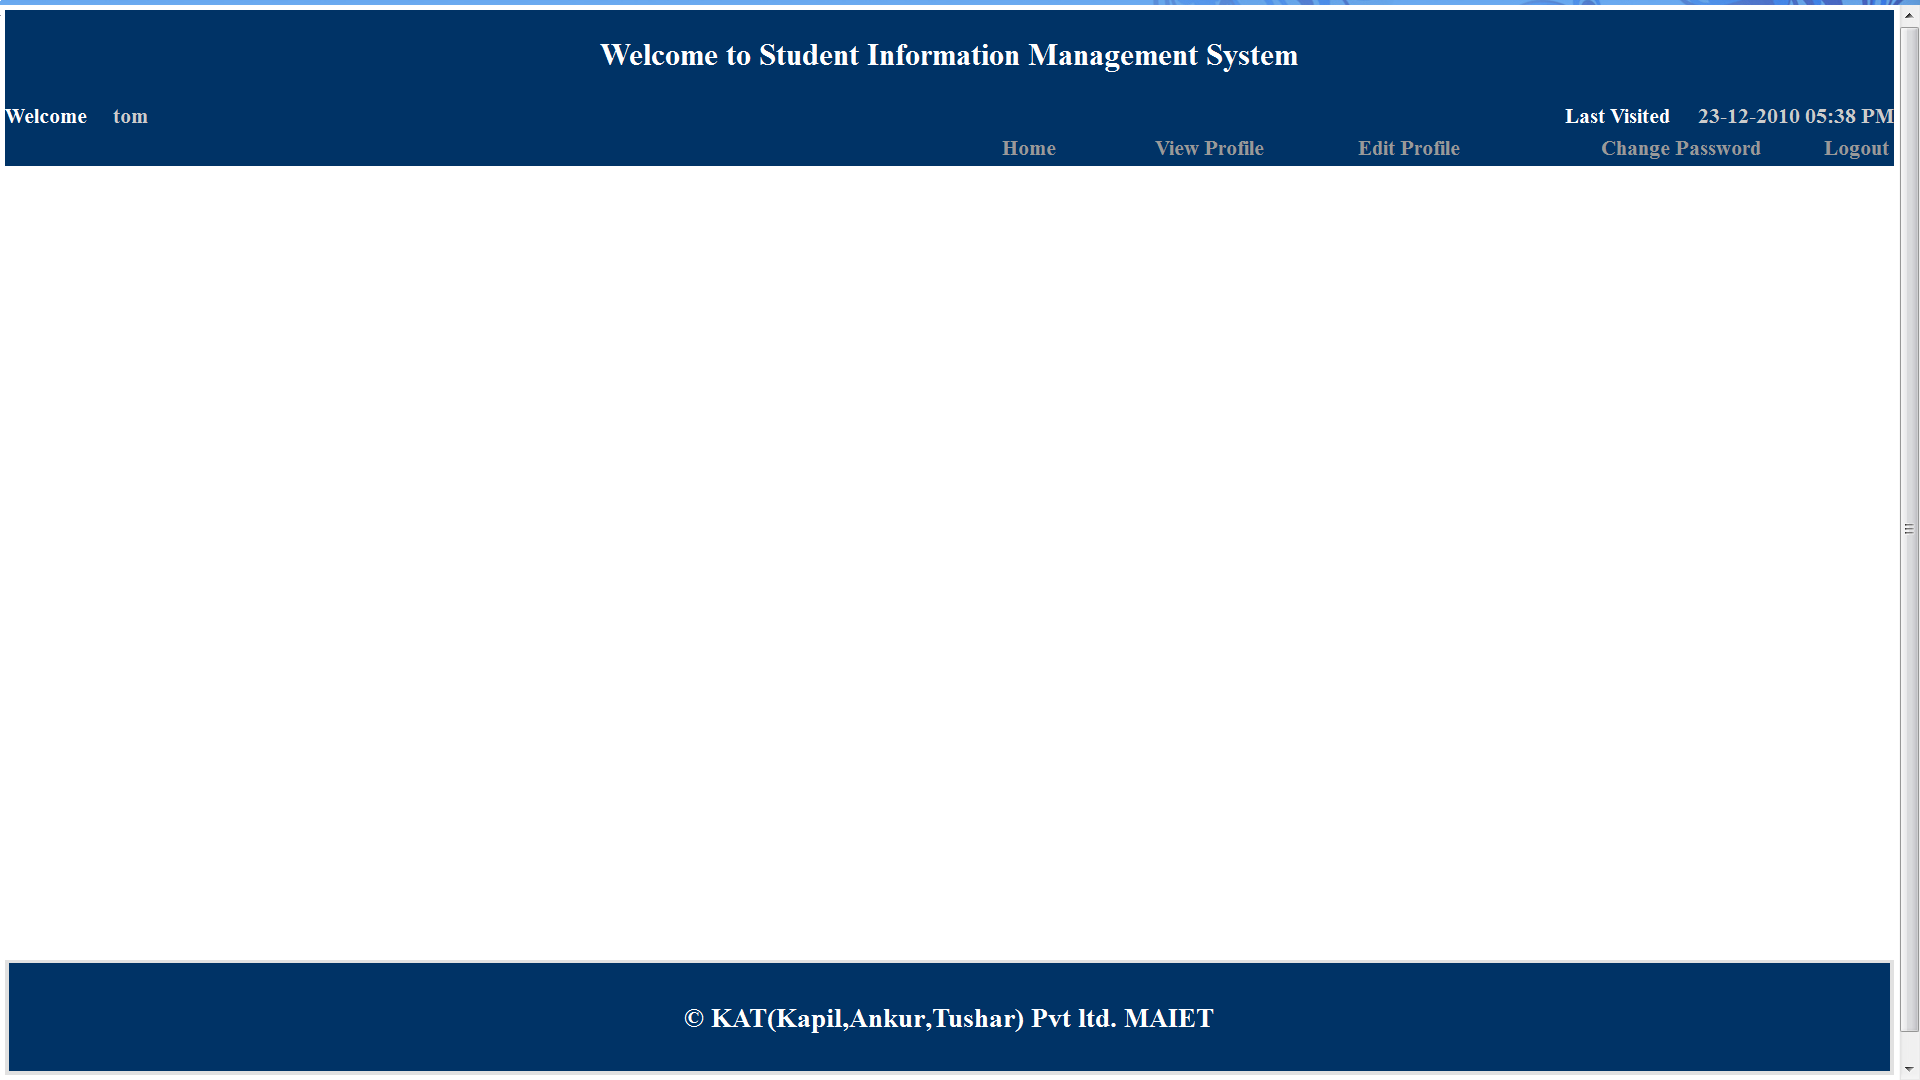 Welcome to Student Information Management System
Welcome tom Last Visited 23-12-2010 05:38 PM
Home View Profile Edit Profile Change Password Logout
© KAT(Kapil,Ankur,Tushar) Pvt ltd. MAIET